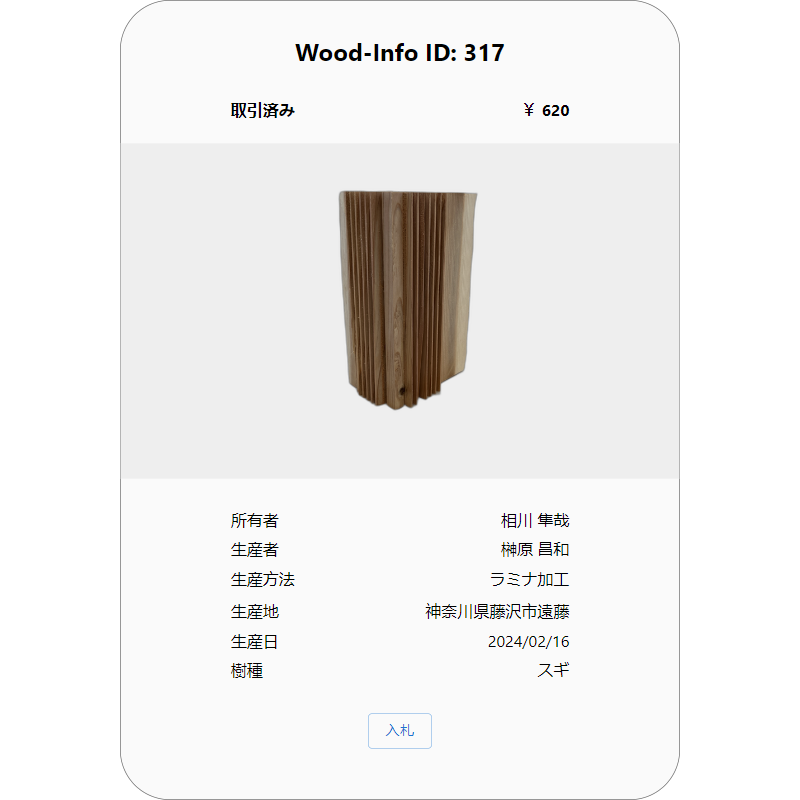 Wood-Info ID: 317
取引済み ￥ 620
所有者 相川 隼哉
生産者 榊原 昌和
生産方法 ラミナ加工
生産地 神奈川県藤沢市遠藤
生産日 2024/02/16
樹種 スギ
入札